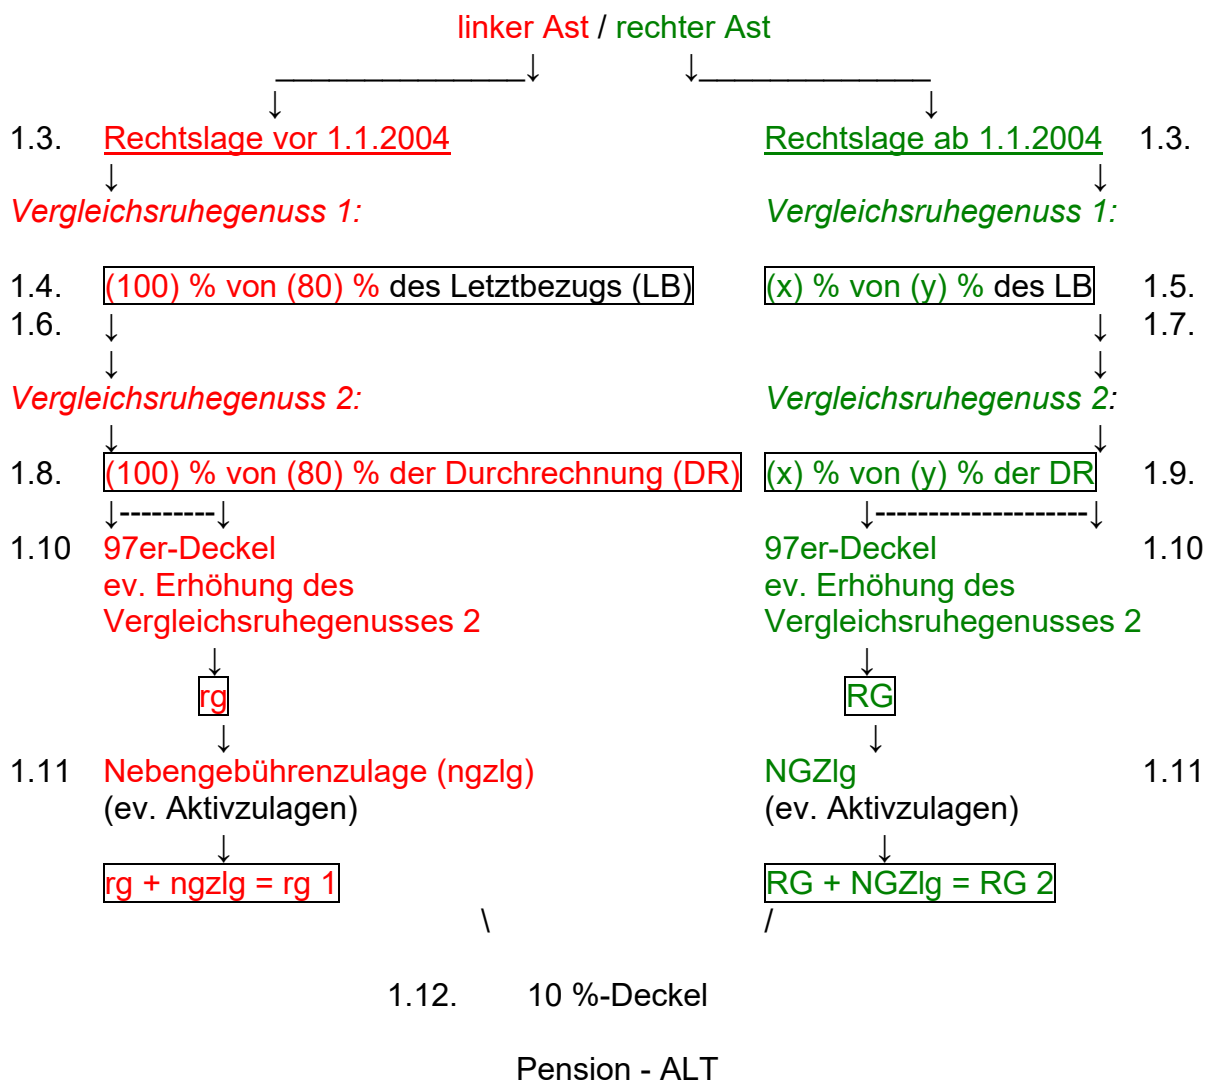 linker Ast / rechter Ast
1.3. Rechtslage vor 1.1.2004 Rechtslage ab 1.1.2004 1.3.
Vergleichsruhegenuss 1: Vergleichsruhegenuss 1:
1.4. (100) % von (80) % des Letztbezugs (LB) (x) % von (y) % des LB 1.5.
1.6. 1.7.
Vergleichsruhegenuss 2: Vergleichsruhegenuss 2:
1.8. (100) % von (80) % der Durchrechnung (DR) (x) % von (y) % der DR 1.9.
1.10 97er-Deckel 97er-Deckel 1.10
ev. Erhöhung des ev. Erhöhung des
Vergleichsruhegenusses 2 Vergleichsruhegenusses 2
rg RG
1.11 Nebengebührenzulage (ngzlg) NGZlg 1.11
(ev. Aktivzulagen) (ev. Aktivzulagen)
rg + ngzlg = rg 1 RG + NGZlg = RG 2
1.12. 10 %-Deckel
Pension - ALT